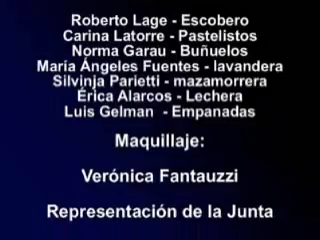 Roberto Lage - Escobero
Carina Latorre - Pastelistos
Norma Garau - Buñuelos
María Ángeles Fuentes - lavandera
Silvinja Parietti - mazamorrera
Érica Alarcos - Lechera
Luis Gelman - Empanadas
Maquillaje:
Verónica Fantauzzi
Representación de la Junta